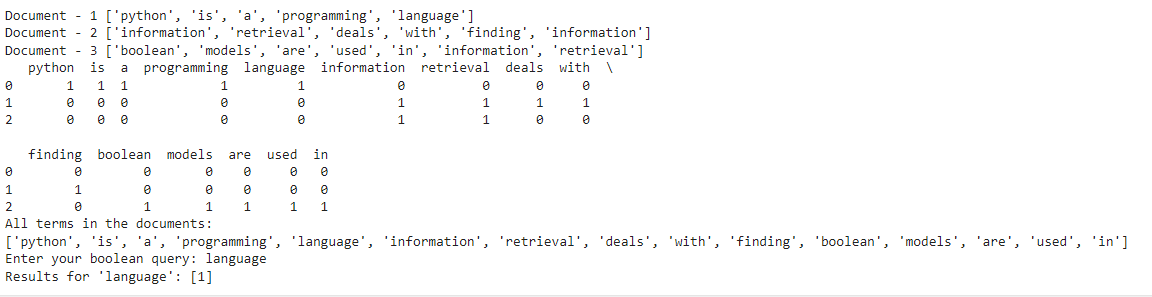 Document - 1 ['python', 'is', 'a', 'programming', 'language']
Document - 2 ['information', 'retrieval', 'deals', 'with', 'finding', 'information']
Document - 3 ['boolean', 'models', 'are', 'used', 'in', 'information', 'retrieval']
   python  is  a  programming  language  information  retrieval  deals  with  \
0       1   1  1            1         1            0          0      0     0
1       0   0  0            0         0            1          1      1     1
2       0   0  0            0         0            1          1      0     0

   finding  boolean  models  are  used  in
0        0        0       0    0     0   0
1        1        0       0    0     0   0
2        0        1       1    1     1   1
All terms in the documents:
['python', 'is', 'a', 'programming', 'language', 'information', 'retrieval', 'deals', 'with', 'finding', 'boolean', 'models', 'are', 'used', 'in']
Enter your boolean query: language
Results for 'language': [1]